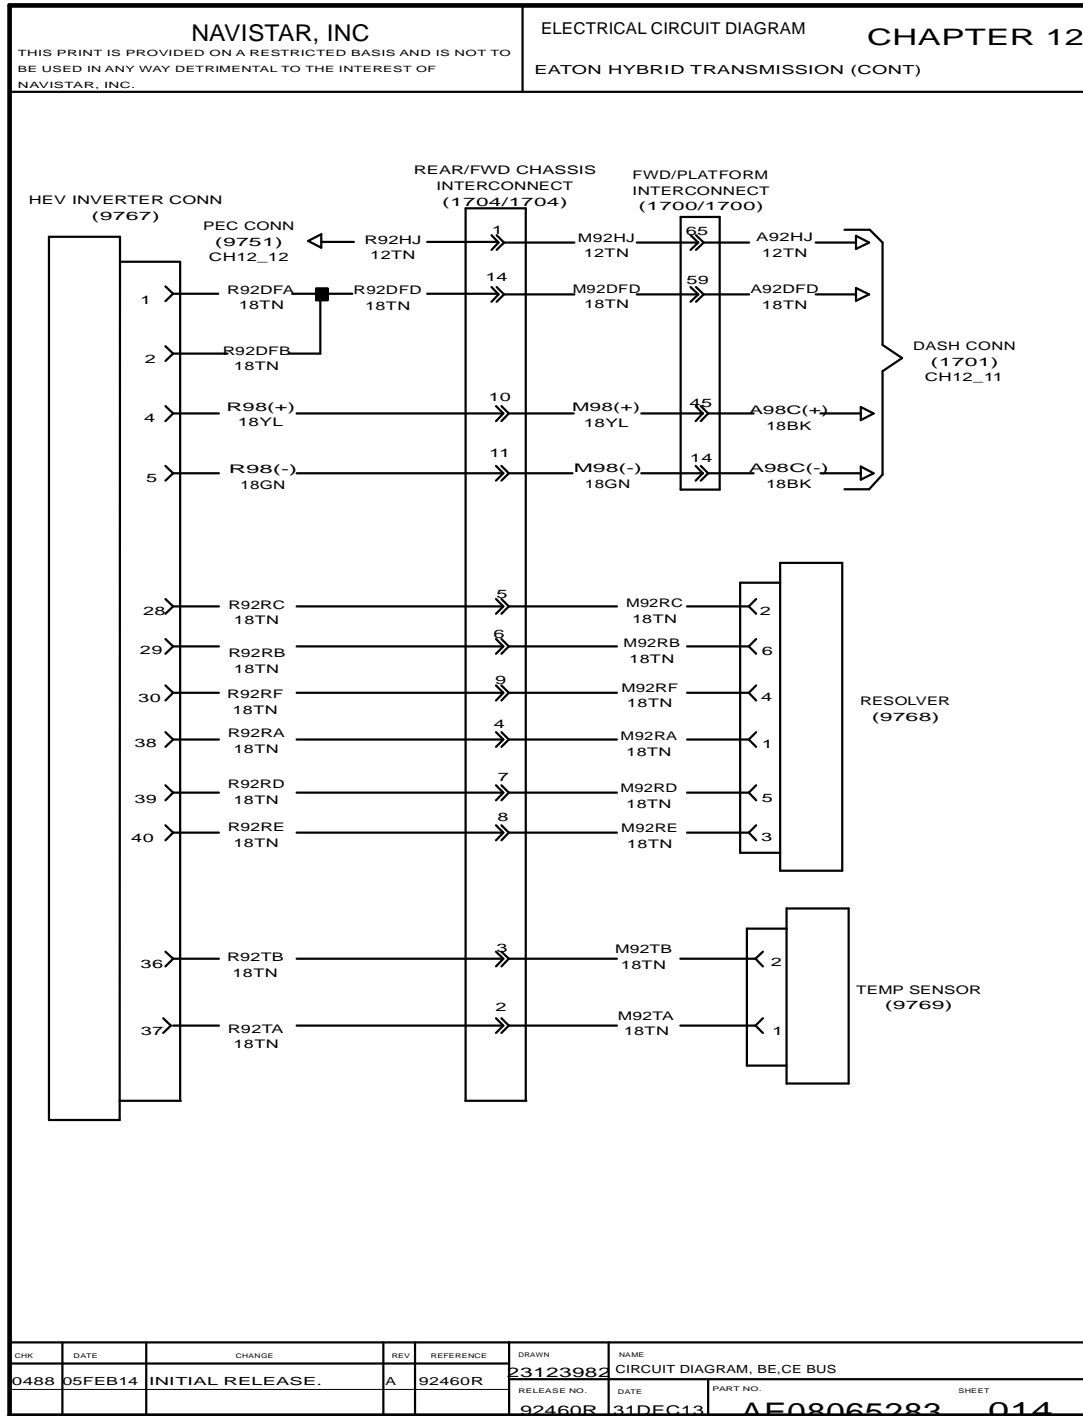 NAVISTAR, INC
THIS PRINT IS PROVIDED ON A RESTRICTED BASIS AND IS NOT TO
BE USED IN ANY WAY DETRIMENTAL TO THE INTEREST OF
NAVISTAR, INC.
ELECTRICAL CIRCUIT DIAGRAM
CHAPTER 12
EATON HYBRID TRANSMISSION (CONT)
HEV INVERTER CONN
(9767)
PEC CONN
(9751)
CH12_12
REAR/FWD CHASSIS
INTERCONNECT
(1704/1704)
FWD/PLATFORM
INTERCONNECT
(1700/1700)
R92HJ
12TN
1
M92HJ
12TN
65
A92HJ
12TN
1
R92DFA
18TN
R92DFD
18TN
14
M92DFD
18TN
59
A92DFD
18TN
2
R92DFB
18TN
DASH CONN
(1701)
CH12_11
4
R98(+)
18YL
10
M98(+)
18YL
45
A98C(+)
18BK
5
R98(-)
18GN
11
M98(-)
18GN
14
A98C(-)
18BK
28
R92RC
18TN
5
M92RC
18TN
2
29
R92RB
18TN
6
M92RB
18TN
6
30
R92RF
18TN
9
M92RF
18TN
4
RESOLVER
(9768)
38
R92RA
18TN
4
M92RA
18TN
1
39
R92RD
18TN
7
M92RD
18TN
5
40
R92RE
18TN
8
M92RE
18TN
3
36
R92TB
18TN
3
M92TB
18TN
2
TEMP SENSOR
(9769)
37
R92TA
18TN
2
M92TA
18TN
1
CHK DATE CHANGE REV REFERENCE
0488 05FEB14 INITIAL RELEASE. A 92460R
DRAWN
23123982
NAME
CIRCUIT DIAGRAM, BE,CE BUS
RELEASE NO.
92460R
DATE
31DEC13
PART NO.
AE08065283
SHEET
014